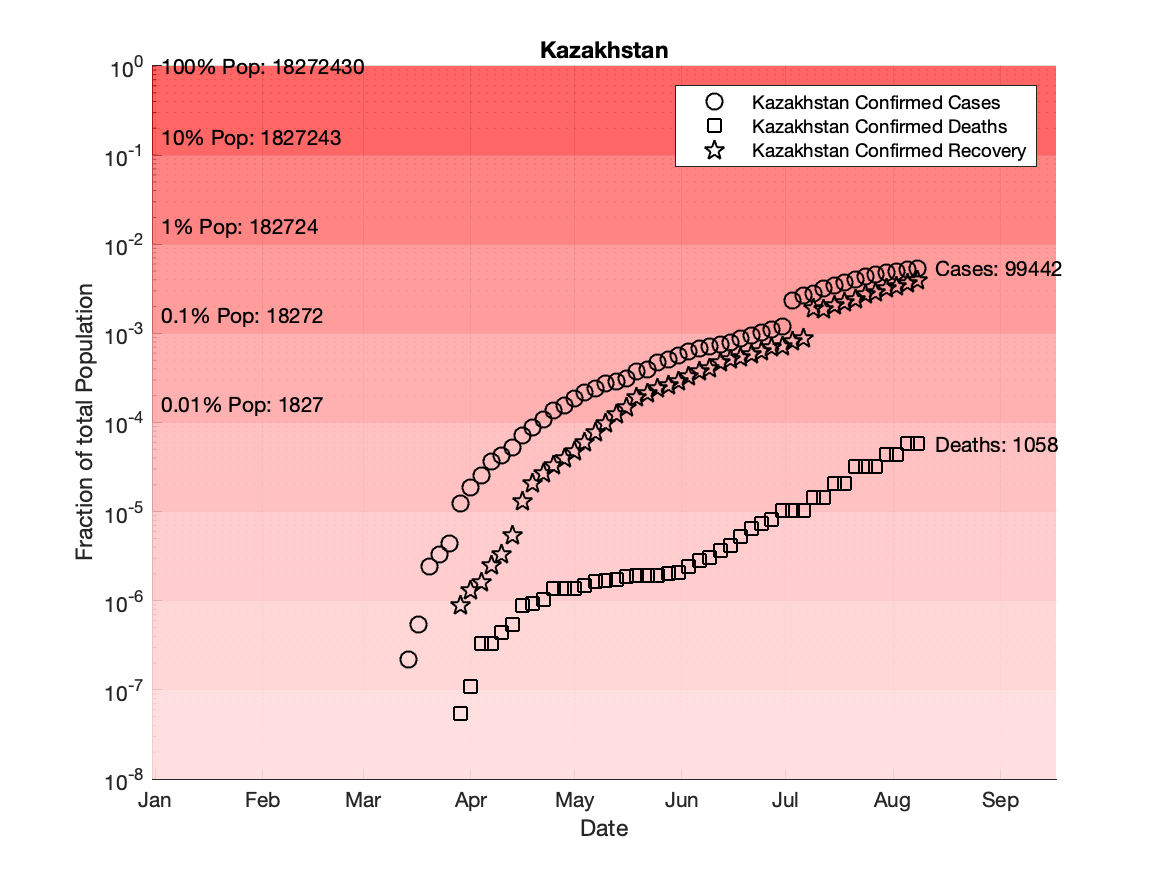 Kazakhstan
10^0
100% Pop: 18272430
Kazakhstan Confirmed Cases
Kazakhstan Confirmed Deaths
Kazakhstan Confirmed Recovery
10% Pop: 1827243
10^-1
1% Pop: 182724
10^-2
Cases: 99442
0.1% Pop: 18272
10^-3
0.01% Pop: 1827
10^-4
Deaths: 1058
10^-5
10^-6
10^-7
10^-8
Fraction of total Population
Jan Feb Mar Apr May Jun Jul Aug Sep
Date